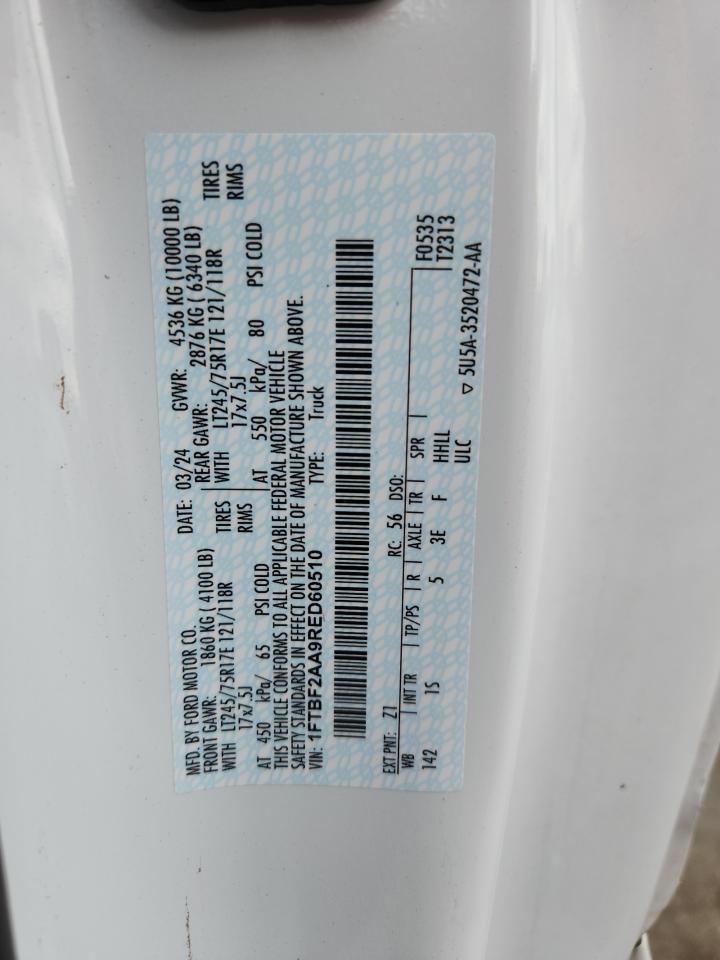 MFD. BY FORD MOTOR CO.
DATE: 03/24 GVWR: 4536 KG (10000 LB)
FRONT GAWR: 1860 KG ( 4100 LB) REAR GAWR: 2876 KG ( 6340 LB)
WITH LT245/75R17E 121/118R TIRES WITH LT245/75R17E 121/118R TIRES
17x7.5J RIMS 17x7.5J RIMS
AT 450 kPa/ 65 PSI COLD AT 550 kPa/ 80 PSI COLD
THIS VEHICLE CONFORMS TO ALL APPLICABLE FEDERAL MOTOR VEHICLE
SAFETY STANDARDS IN EFFECT ON THE DATE OF MANUFACTURE SHOWN ABOVE.
VIN: 1FTBF2AA9RED60510 TYPE: Truck
EXT PNT: Z1 RC: 56 DSO: F0535
WB INT TR TP/PS R AXLE TR SPR T2313
142 1S 5 3E F HHLL
ULC
▽ 5U5A-3520472-AA